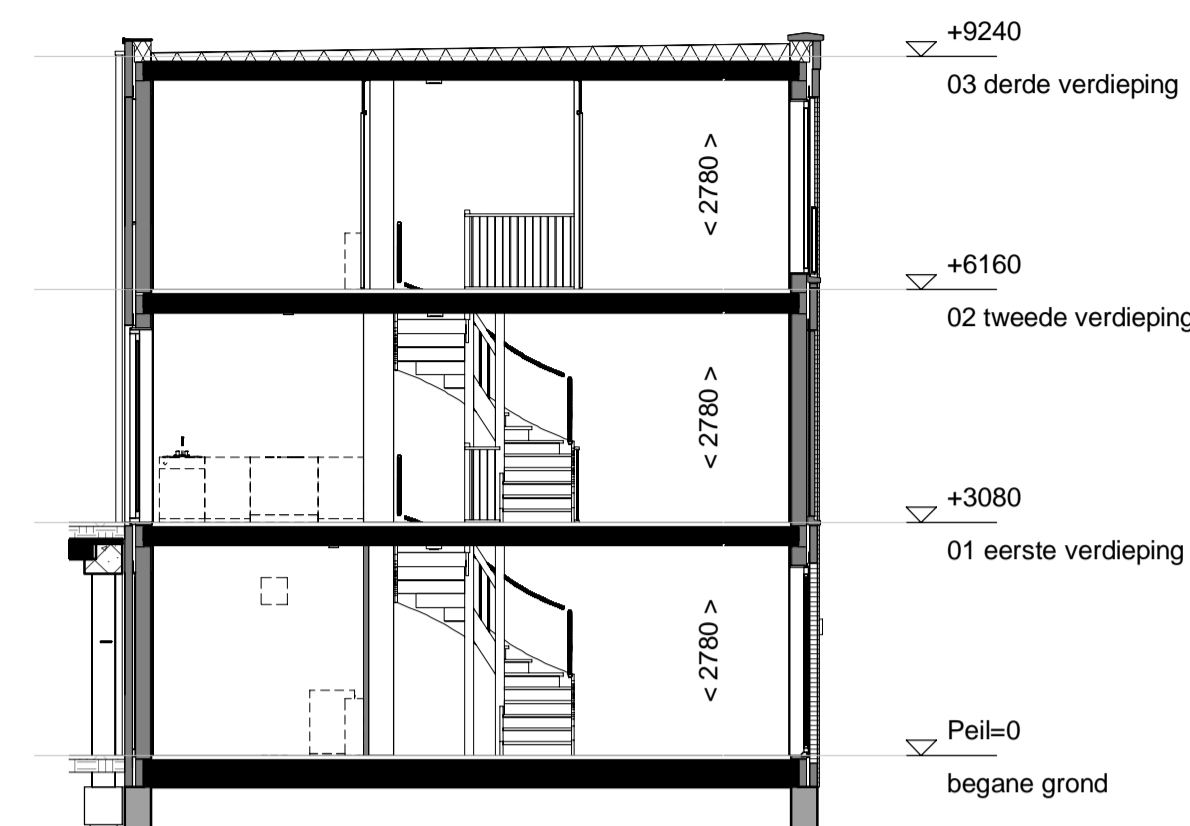 +9240
03 derde verdieping
< 2780 >
+6160
02 tweede verdieping
< 2780 >
+3080
01 eerste verdieping
< 2780 >
Peil=0
begane grond